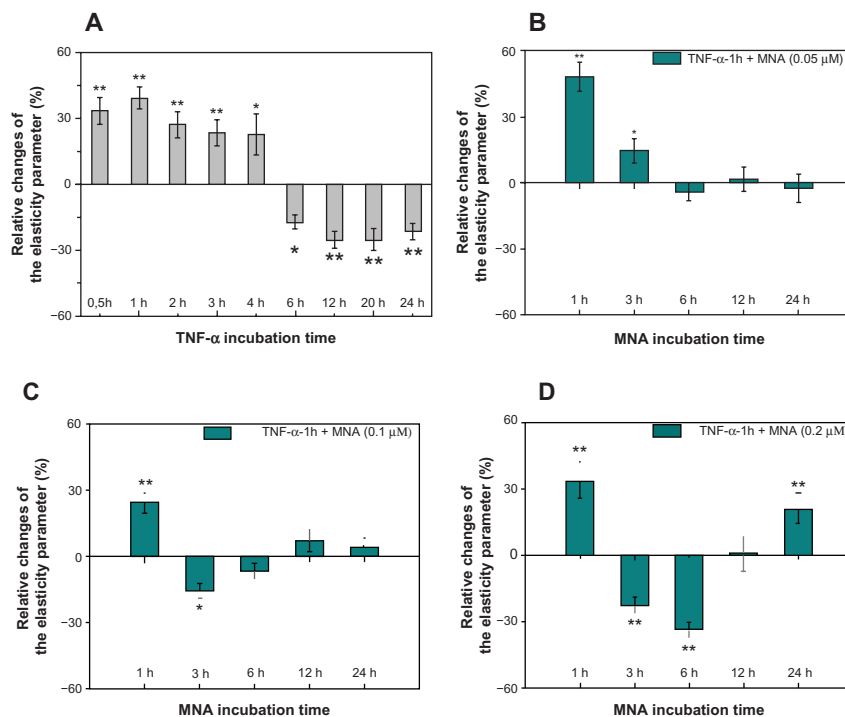 A
60
30
0
−30
−60
Relative changes of
the elasticity parameter (%)
**
**
**
**
*
*
**
**
**
0,5h 1 h 2 h 3 h 4 h 6 h 12 h 20 h 24 h
TNF-α incubation time
B
60
30
0
−30
−60
Relative changes of
the elasticity parameter (%)
TNF-α-1h + MNA (0.05 µM)
**
*
1 h 3 h 6 h 12 h 24 h
MNA incubation time
C
60
30
0
−30
−60
Relative changes of
the elasticity parameter (%)
TNF-α-1h + MNA (0.1 µM)
**
*
1 h 3 h 6 h 12 h 24 h
MNA incubation time
D
60
30
0
−30
−60
Relative changes of
the elasticity parameter (%)
TNF-α-1h + MNA (0.2 µM)
**
**
**
**
1 h 3 h 6 h 12 h 24 h
MNA incubation time